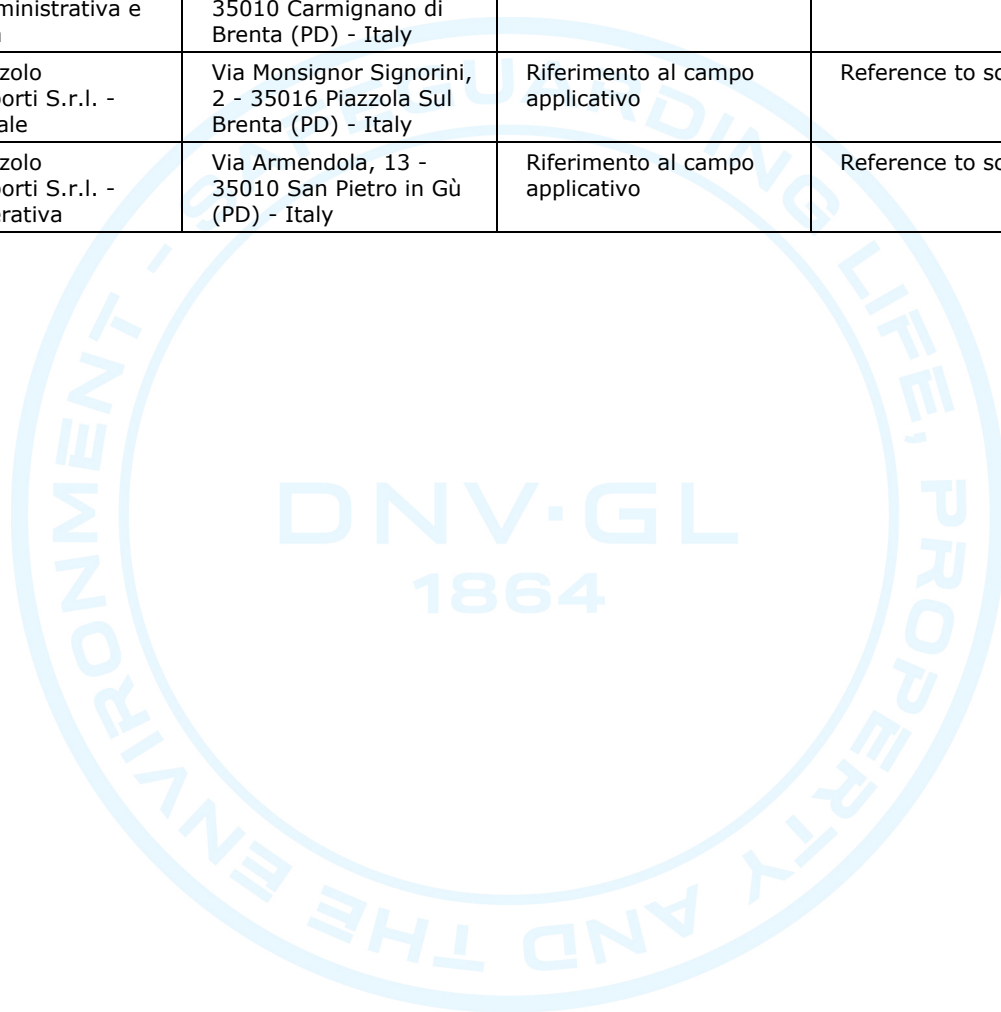 ministrativa e
35010 Carmignano di
Brenta (PD) - Italy
zolo
porti S.r.l. -
ale
Via Monsignor Signorini,
2 - 35016 Piazzola Sul
Brenta (PD) - Italy
Riferimento al campo
applicativo
Reference to sc
zolo
porti S.r.l. -
erativa
Via Armendola, 13 -
35010 San Pietro in Gù
(PD) - Italy
Riferimento al campo
applicativo
Reference to sc
SAFEGUARDING LIFE, PROPERTY AND THE ENVIRONMENT -
DNV·GL
1864